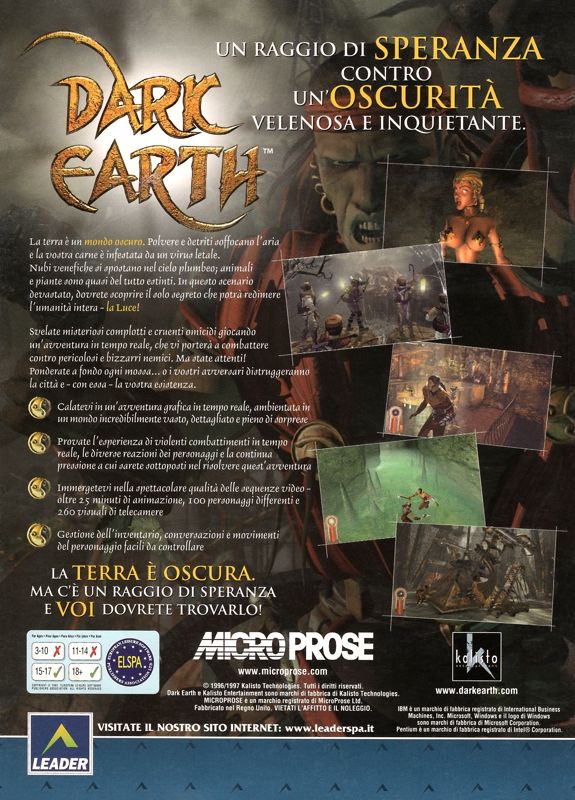 DARK
EARTH™
UN RAGGIO DI SPERANZA
CONTRO
UN'OSCURITÀ
VELENOSA E INQUIETANTE.
La terra è un mondo oscuro. Polvere e detriti soffocano l'aria
e la vostra carne è infestata da un virus letale.
Nubi venefiche si spostano nel cielo plumbeo; animali
e piante sono quasi del tutto estinti. In questo scenario
devastato, dovrete scoprire il solo segreto che potrà redimere
l'umanità intera - la Luce!
Svelate misteriosi complotti e cruenti omicidi giocando
un'avventura in tempo reale, che vi porterà a combattere
contro pericolosi e bizzarri nemici. Ma state attenti!
Ponderate a fondo ogni mossa... o i vostri avversari distruggeranno
la città e - con essa - la vostra esistenza.
Calatevi in un'avventura grafica in tempo reale, ambientata in
un mondo incredibilmente vasto, dettagliato e pieno di sorprese
Provate l'esperienza di violenti combattimenti in tempo
reale, le diverse reazioni dei personaggi e la continua
pressione a cui sarete sottoposti nel risolvere quest'avventura
Immergetevi nella spettacolare qualità delle sequenze video -
oltre 25 minuti di animazione, 100 personaggi differenti e
260 visuali di telecamere
Gestione dell'inventario, conversazioni e movimenti
del personaggio facili da controllare
LA TERRA È OSCURA.
MA C'È UN RAGGIO DI SPERANZA
E VOI DOVRETE TROVARLO!
3-10 11-14
15-17 18+
ELSPA
MICROPROSE
www.microprose.com
© 1996/1997 Kalisto Technologies. Tutti i diritti riservati.
Dark Earth e Kalisto Entertainment sono marchi di fabbrica di Kalisto Technologies.
MICROPROSE è un marchio registrato di MicroProse Ltd.
Fabbricato nel Regno Unito. VIETATI L'AFFITTO E IL NOLEGGIO.
k
kalisto
www.darkearth.com
IBM è un marchio di fabbrica registrato di International Business
Machines, Inc. Microsoft, Windows e il logo di Windows
sono marchi di fabbrica di Microsoft Corporation.
Pentium è un marchio di fabbrica registrato di Intel® Corporation.
LEADER
VISITATE IL NOSTRO SITO INTERNET: www.leaderspa.it